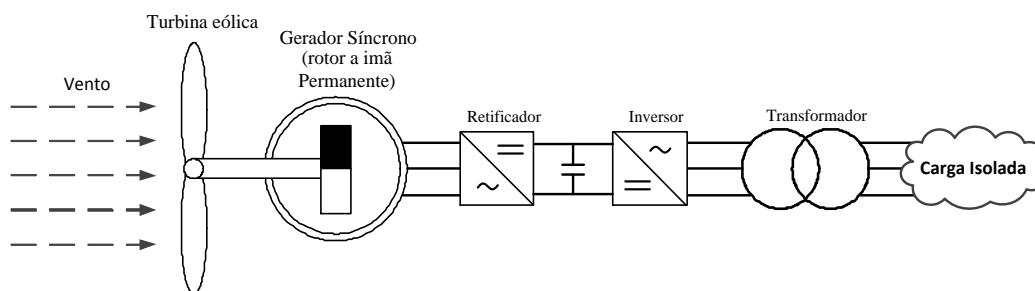 Turbina eólica
Gerador Síncrono
(rotor a imã
Permanente)
Vento
Retificador
Inversor
Transformador
Carga Isolada